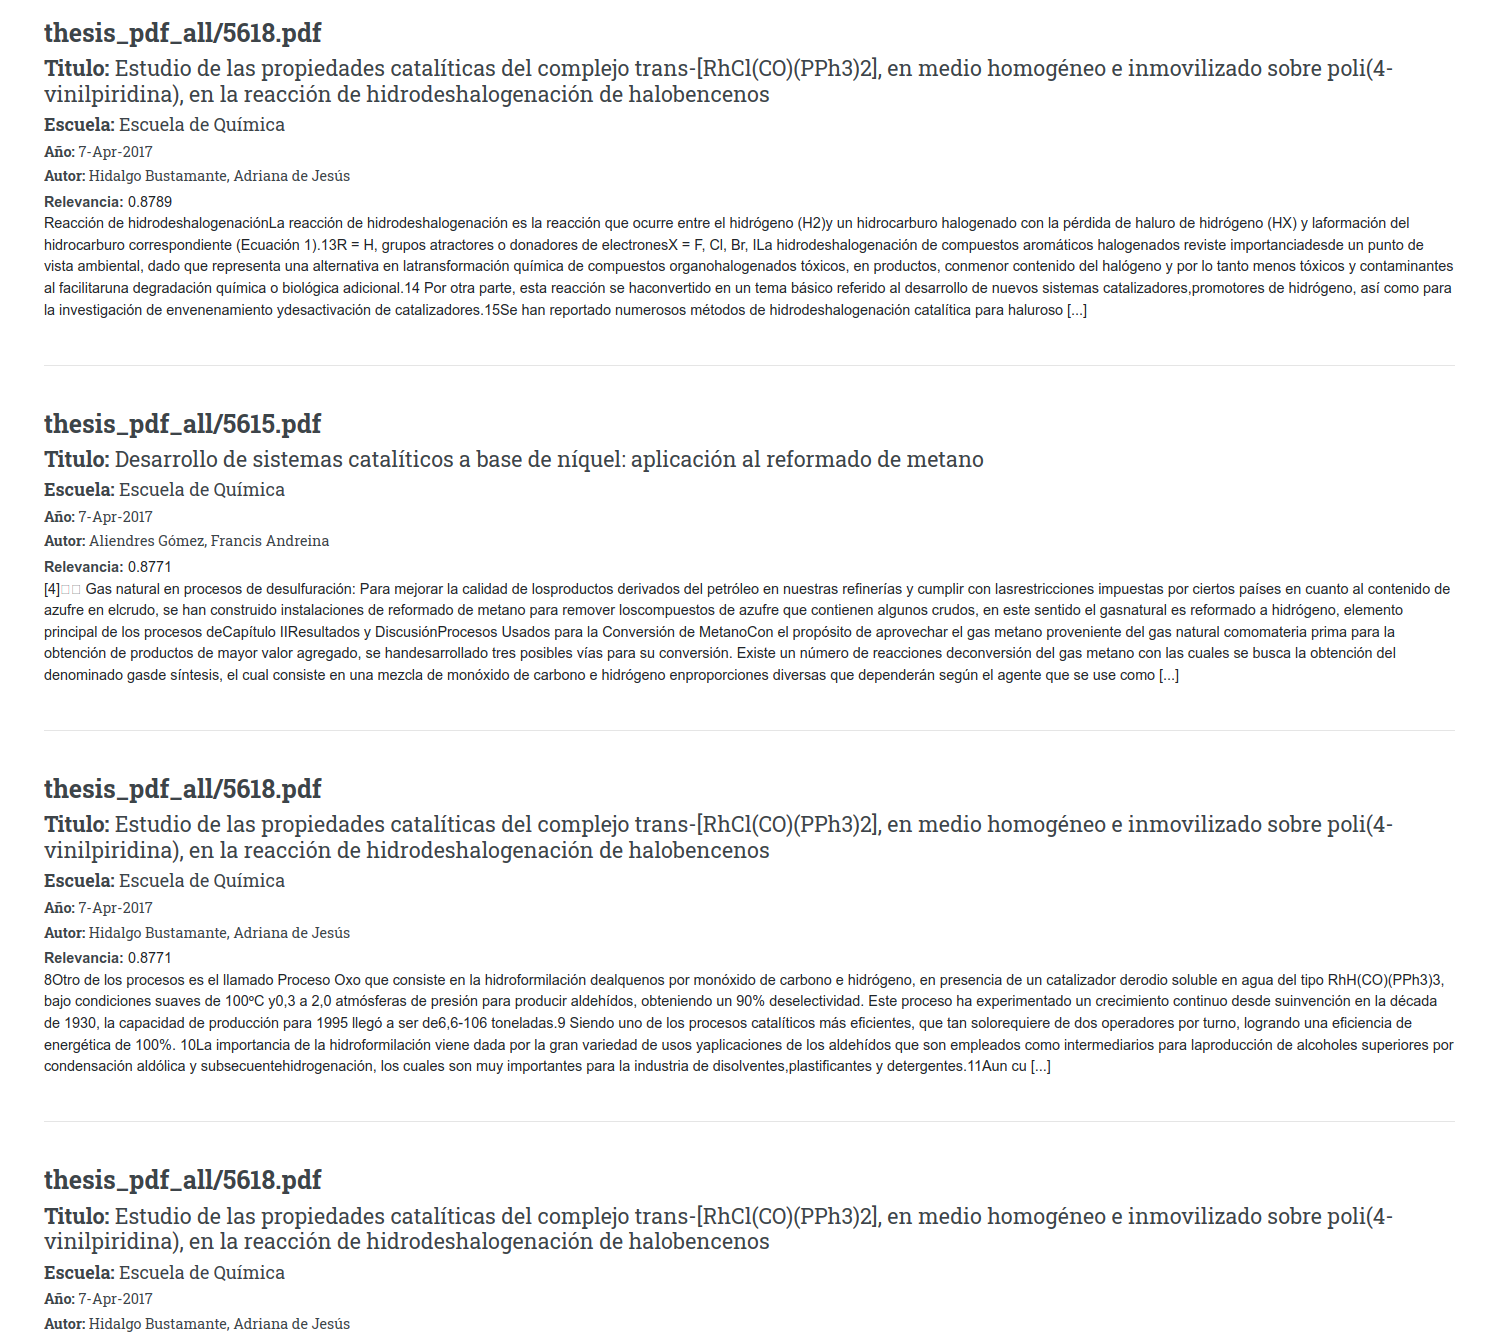 thesis_pdf_all/5618.pdf
Titulo: Estudio de las propiedades catalíticas del complejo trans-[RhCl(CO)(PPh3)2], en medio homogéneo e inmovilizado sobre poli(4-
vinilpiridina), en la reacción de hidrodeshalogenación de halobencenos
Escuela: Escuela de Química
Año: 7-Apr-2017
Autor: Hidalgo Bustamante, Adriana de Jesús
Relevancia: 0.8789
Reacción de hidrodeshalogenaciónLa reacción de hidrodeshalogenación es la reacción que ocurre entre el hidrógeno (H2)y un hidrocarburo halogenado con la pérdida de haluro de hidrógeno (HX) y laformación del
hidrocarburo correspondiente (Ecuación 1).13R = H, grupos atractores o donadores de electronesX = F, Cl, Br, ILa hidrodeshalogenación de compuestos aromáticos halogenados reviste importanciadesde un punto de
vista ambiental, dado que representa una alternativa en latransformación química de compuestos organohalogenados tóxicos, en productos, conmenor contenido del halógeno y por lo tanto menos tóxicos y contaminantes
al facilitaruna degradación química o biológica adicional.14 Por otra parte, esta reacción se haconvertido en un tema básico referido al desarrollo de nuevos sistemas catalizadores,promotores de hidrógeno, así como para
la investigación de envenenamiento ydesactivación de catalizadores.15Se han reportado numerosos métodos de hidrodeshalogenación catalítica para haluroso [...]
thesis_pdf_all/5615.pdf
Titulo: Desarrollo de sistemas catalíticos a base de níquel: aplicación al reformado de metano
Escuela: Escuela de Química
Año: 7-Apr-2017
Autor: Aliendres Gómez, Francis Andreina
Relevancia: 0.8771
[4] Gas natural en procesos de desulfuración: Para mejorar la calidad de losproductos derivados del petróleo en nuestras refinerías y cumplir con lasrestricciones impuestas por ciertos países en cuanto al contenido de
azufre en elcrudo, se han construido instalaciones de reformado de metano para remover loscompuestos de azufre que contienen algunos crudos, en este sentido el gasnatural es reformado a hidrógeno, elemento
principal de los procesos deCapítulo IIResultados y DiscusiónProcesos Usados para la Conversión de MetanoCon el propósito de aprovechar el gas metano proveniente del gas natural comomateria prima para la
obtención de productos de mayor valor agregado, se handesarrollado tres posibles vías para su conversión. Existe un número de reacciones deconversión del gas metano con las cuales se busca la obtención del
denominado gasde síntesis, el cual consiste en una mezcla de monóxido de carbono e hidrógeno enproporciones diversas que dependerán según el agente que se use como [...]
thesis_pdf_all/5618.pdf
Titulo: Estudio de las propiedades catalíticas del complejo trans-[RhCl(CO)(PPh3)2], en medio homogéneo e inmovilizado sobre poli(4-
vinilpiridina), en la reacción de hidrodeshalogenación de halobencenos
Escuela: Escuela de Química
Año: 7-Apr-2017
Autor: Hidalgo Bustamante, Adriana de Jesús
Relevancia: 0.8771
8Otro de los procesos es el llamado Proceso Oxo que consiste en la hidroformilación dealquenos por monóxido de carbono e hidrógeno, en presencia de un catalizador derodio soluble en agua del tipo RhH(CO)(PPh3)3,
bajo condiciones suaves de 100ºC y0,3 a 2,0 atmósferas de presión para producir aldehídos, obteniendo un 90% deselectividad. Este proceso ha experimentado un crecimiento continuo desde suinvención en la década
de 1930, la capacidad de producción para 1995 llegó a ser de6,6-106 toneladas.9 Siendo uno de los procesos catalíticos más eficientes, que tan solorequiere de dos operadores por turno, logrando una eficiencia de
energética de 100%. 10La importancia de la hidroformilación viene dada por la gran variedad de usos yaplicaciones de los aldehídos que son empleados como intermediarios para laproducción de alcoholes superiores por
condensación aldólica y subsecuentehidrogenación, los cuales son muy importantes para la industria de disolventes,plastificantes y detergentes.11Aun cu [...]
thesis_pdf_all/5618.pdf
Titulo: Estudio de las propiedades catalíticas del complejo trans-[RhCl(CO)(PPh3)2], en medio homogéneo e inmovilizado sobre poli(4-
vinilpiridina), en la reacción de hidrodeshalogenación de halobencenos
Escuela: Escuela de Química
Año: 7-Apr-2017
Autor: Hidalgo Bustamante, Adriana de Jesús